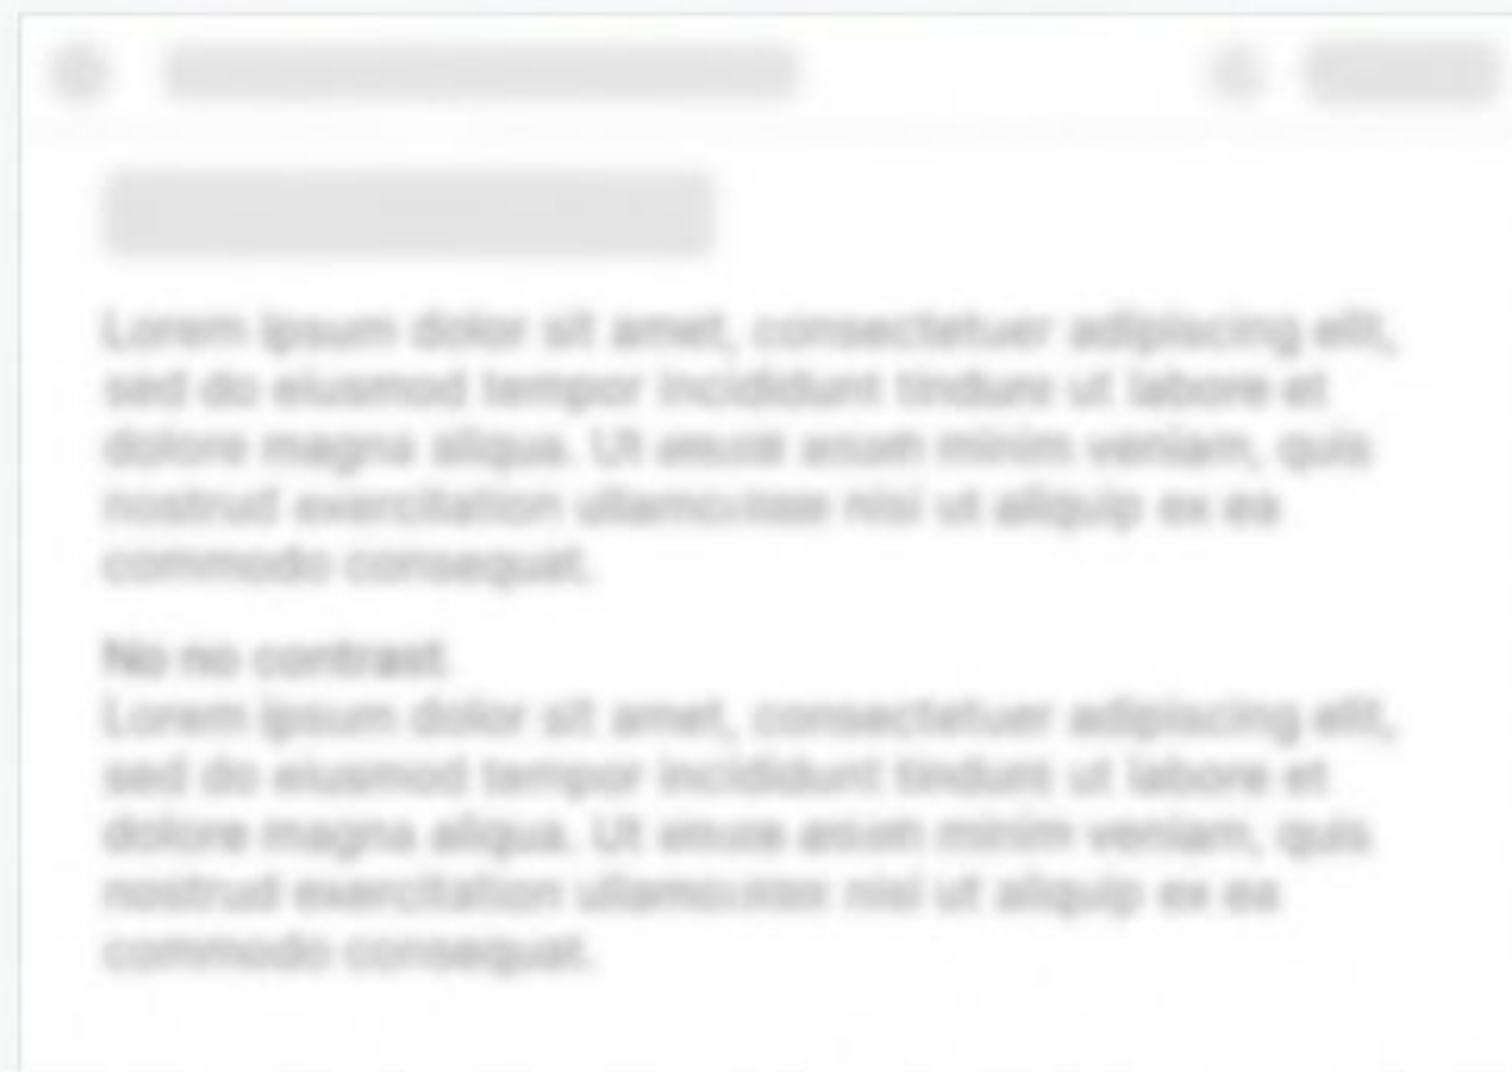 Lorem ipsum dolor sit amet, consectetuer adipiscing elit,
sed do eiusmod tempor incididunt tindunt ut labore et
dolore magna aliqua. Ut minim veniam, quis
nostrud exercitation nisi ut aliquip ex ea
commodo consequat.
No no contrast.
Lorem ipsum dolor sit amet, consectetuer adipiscing elit,
sed do eiusmod tempor incididunt tindunt ut labore et
dolore magna aliqua. Ut minim veniam, quis
nostrud exercitation nisi ut aliquip ex ea
commodo consequat.